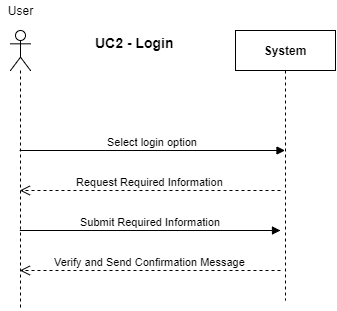 User
UC2 - Login
System
Select login option
Request Required Information
Submit Required Information
Verify and Send Confirmation Message